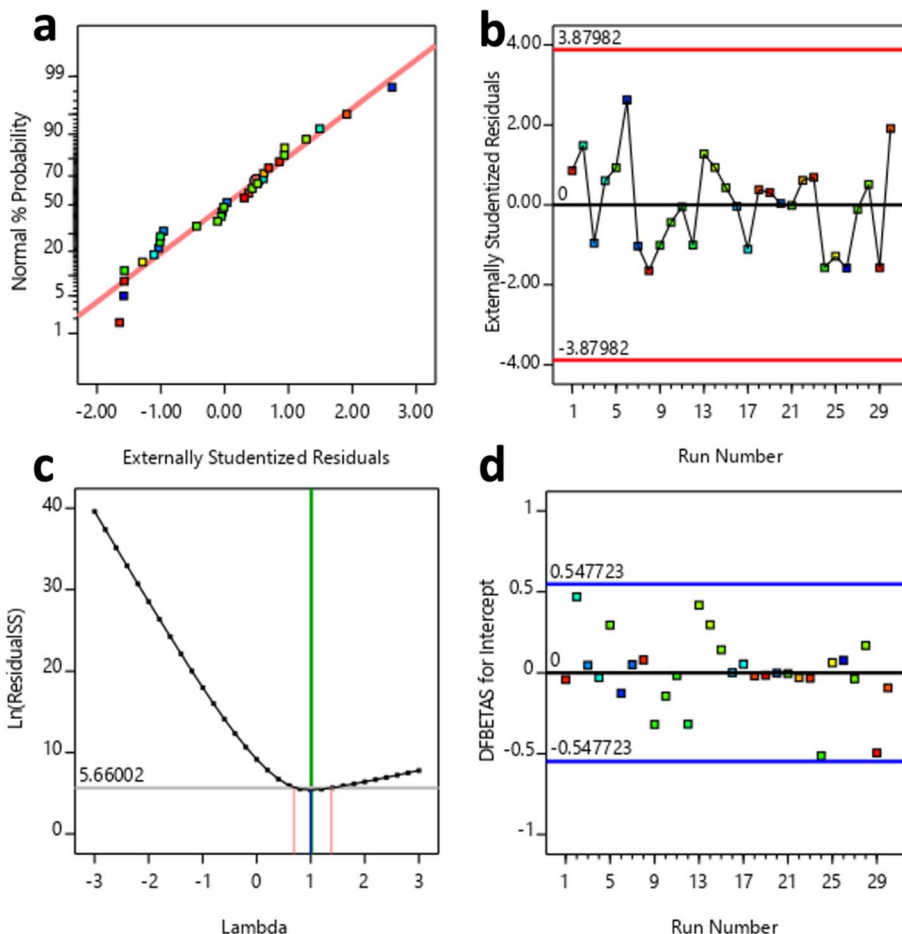 a
Normal % Probability
99
90
70
50
20
5
1
-2.00 -1.00 0.00 1.00 2.00 3.00
Externally Studentized Residuals
b
Externally Studentized Residuals
4.00
2.00
0.00
-2.00
-4.00
3.87982
0
-3.87982
1 5 9 13 17 21 25 29
Run Number
c
Ln(ResidualSS)
40
30
20
10
0
5.66002
-3 -2 -1 0 1 2 3
Lambda
d
DFBETAS for Intercept
1
0.5
0
-0.5
-1
0.547723
0
-0.547723
1 5 9 13 17 21 25 29
Run Number